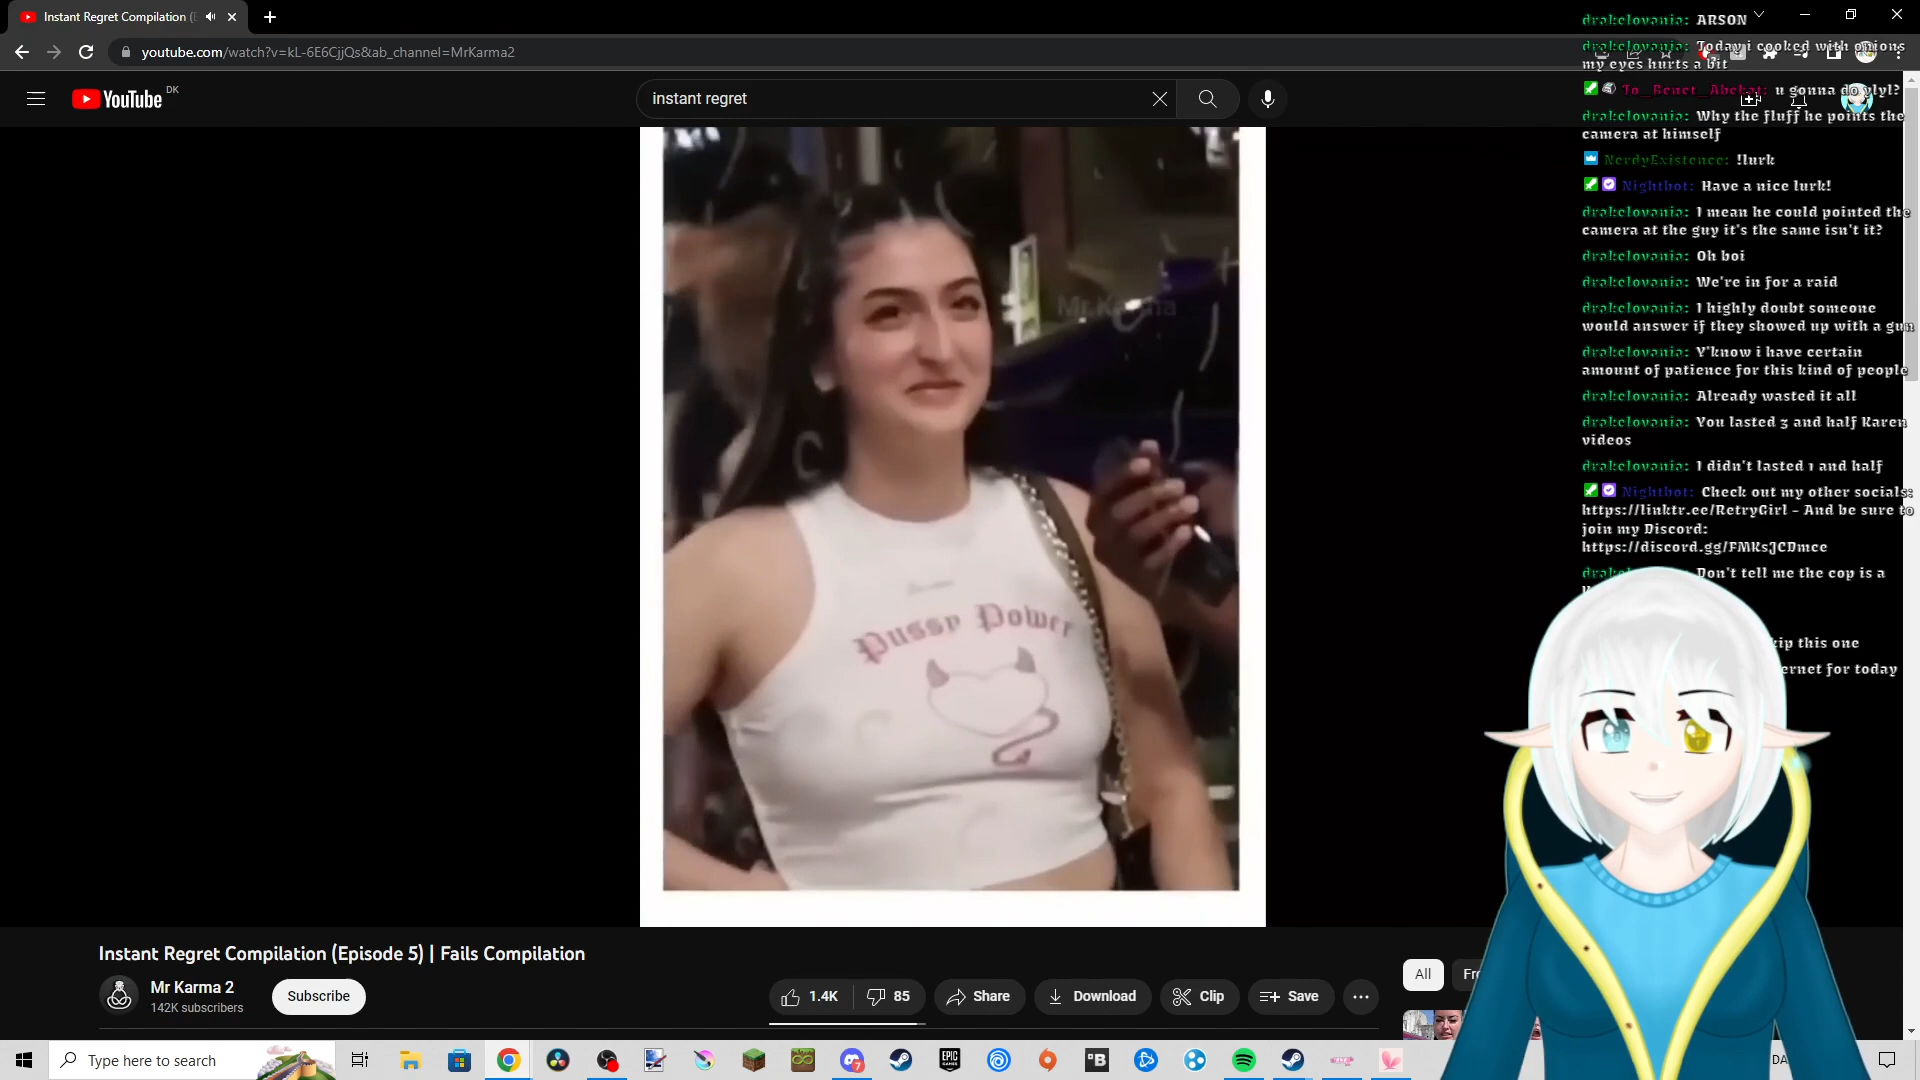 Instant Regret Compilation (
youtube.com/watch?v=kL-6E6CjjQs&ab_channel=MrKarma2
YouTube DK
instant regret
Mr.Karma
Pussy Power
drakelovania: ARSON
drakelovania: Today i cooked with onions
my eyes hurts a bit
To_Beact_Abekat: u gonna do ylyl?
drakelovania: Why the fluff he points the
camera at himself
NerdyExistence: !lurk
Nightbot: Have a nice lurk!
drakelovania: I mean he could pointed the
camera at the guy it's the same isn't it?
drakelovania: Oh boi
drakelovania: We're in for a raid
drakelovania: I highly doubt someone
would answer if they showed up with a gun
drakelovania: Y'know i have certain
amount of patience for this kind of people
drakelovania: Already wasted it all
drakelovania: You lasted 3 and half Karen
videos
drakelovania: I didn't lasted 1 and half
Nightbot: Check out my other socials:
https://linktr.ee/RetryGirl - And be sure to
join my Discord:
https://discord.gg/FMKsJCDmce
Don't tell me the cop is a
kip this one
ernet for today
Instant Regret Compilation (Episode 5) | Fails Compilation
Mr Karma 2
142K subscribers
Subscribe
1.4K
85
Share
Download
Clip
Save
All
Type here to search
DA